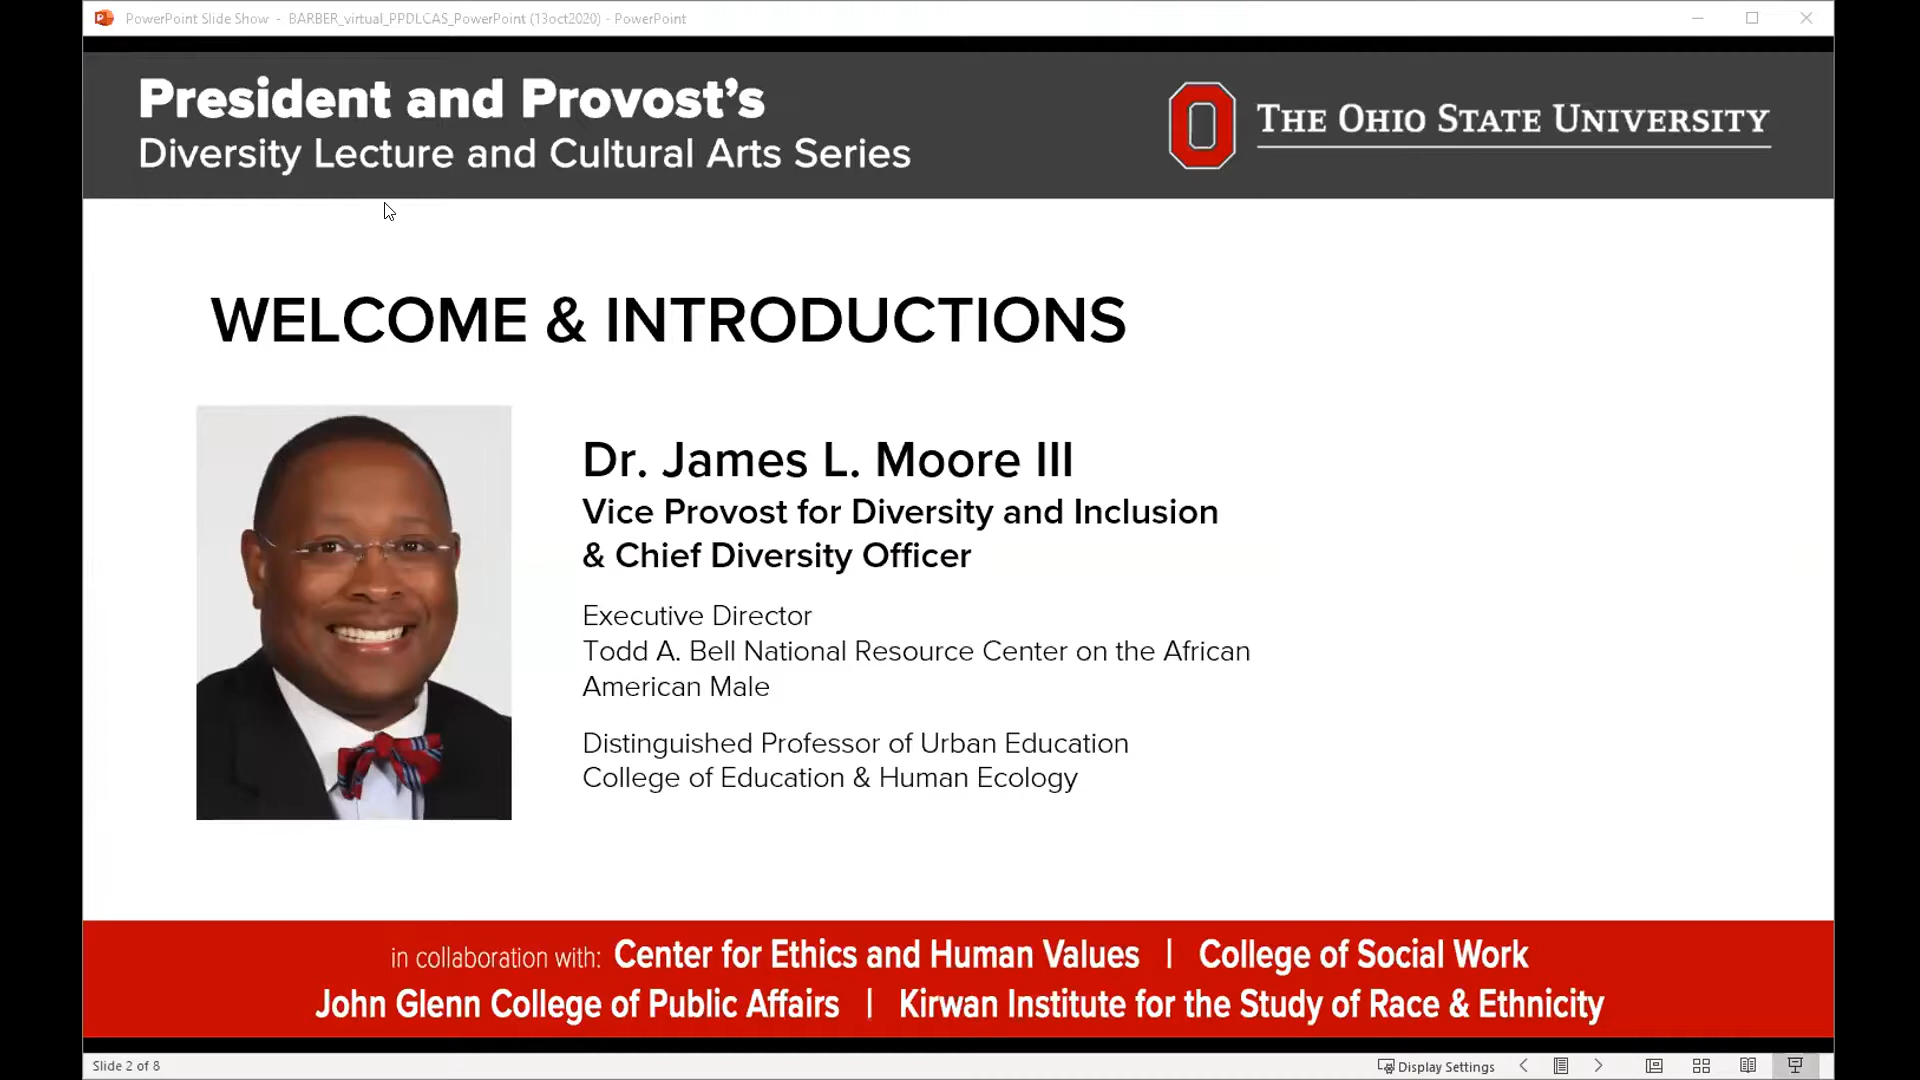 PowerPoint Slide Show - BARBER_virtual_PPDLCAS_PowerPoint (13oct2020) - PowerPoint
President and Provost's
Diversity Lecture and Cultural Arts Series
THE OHIO STATE UNIVERSITY
WELCOME & INTRODUCTIONS
Dr. James L. Moore III
Vice Provost for Diversity and Inclusion
& Chief Diversity Officer
Executive Director
Todd A. Bell National Resource Center on the African
American Male
Distinguished Professor of Urban Education
College of Education & Human Ecology
in collaboration with: Center for Ethics and Human Values | College of Social Work
John Glenn College of Public Affairs | Kirwan Institute for the Study of Race & Ethnicity
Slide 2 of 8
Display Settings